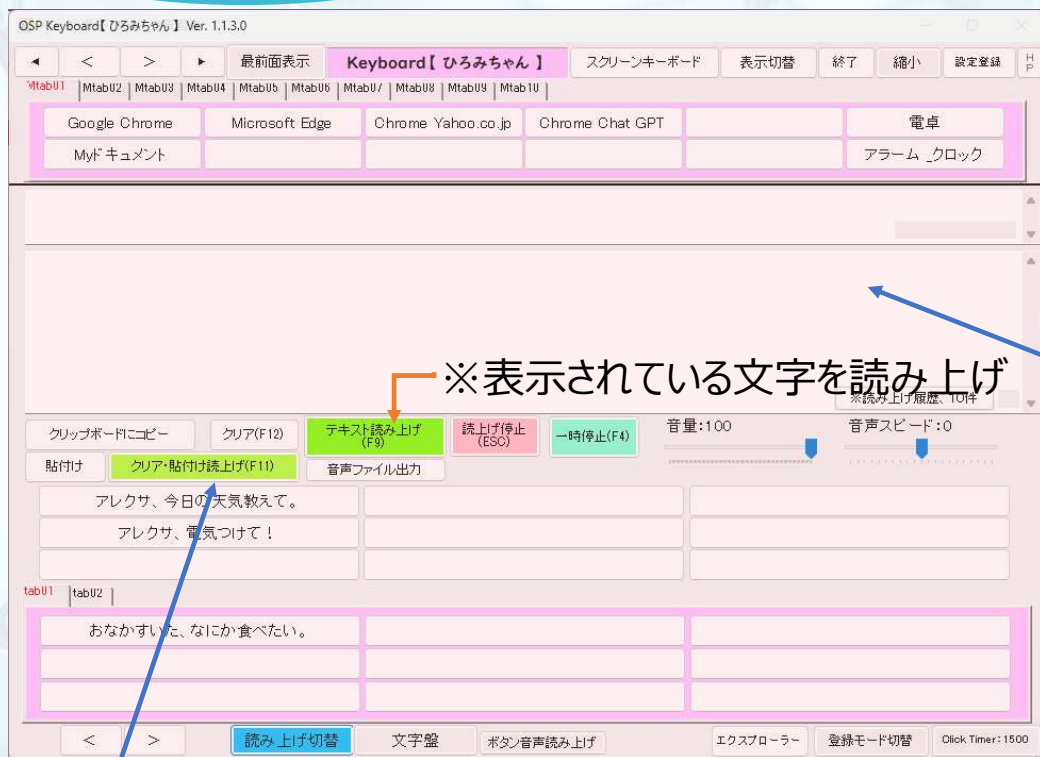 OSP Keyboard【 ひろみちゃん 】 Ver. 1.1.3.0
◄ < > ► 最前面表示 Keyboard【 ひろみちゃん 】 スクリーンキーボード 表示切替 終了 縮小 設定登録 HP
Mtab01 Mtab02 Mtab03 Mtab04 Mtab05 Mtab06 Mtab07 Mtab08 Mtab09 Mtab10
Google Chrome Microsoft Edge Chrome Yahoo.co.jp Chrome Chat GPT 電卓
Myドキュメント アラーム_クロック
※表示されている文字を読み上げ
※読み上げ履歴、10件
クリップボードにコピー クリア(F12) テキスト読み上げ(F9) 読上げ停止(ESC) 一時停止(F4) 音量:100 音声スピード:0
貼付け クリア・貼付け読上げ(F11) 音声ファイル出力
アレクサ、今日の天気教えて。
アレクサ、電気つけて！
tab01 tab02
おなかすいた、なにか食べたい。
< > 読み上げ切替 文字盤 ボタン音声読み上げ エクスプローラー 登録モード切替 Click Timer:1500